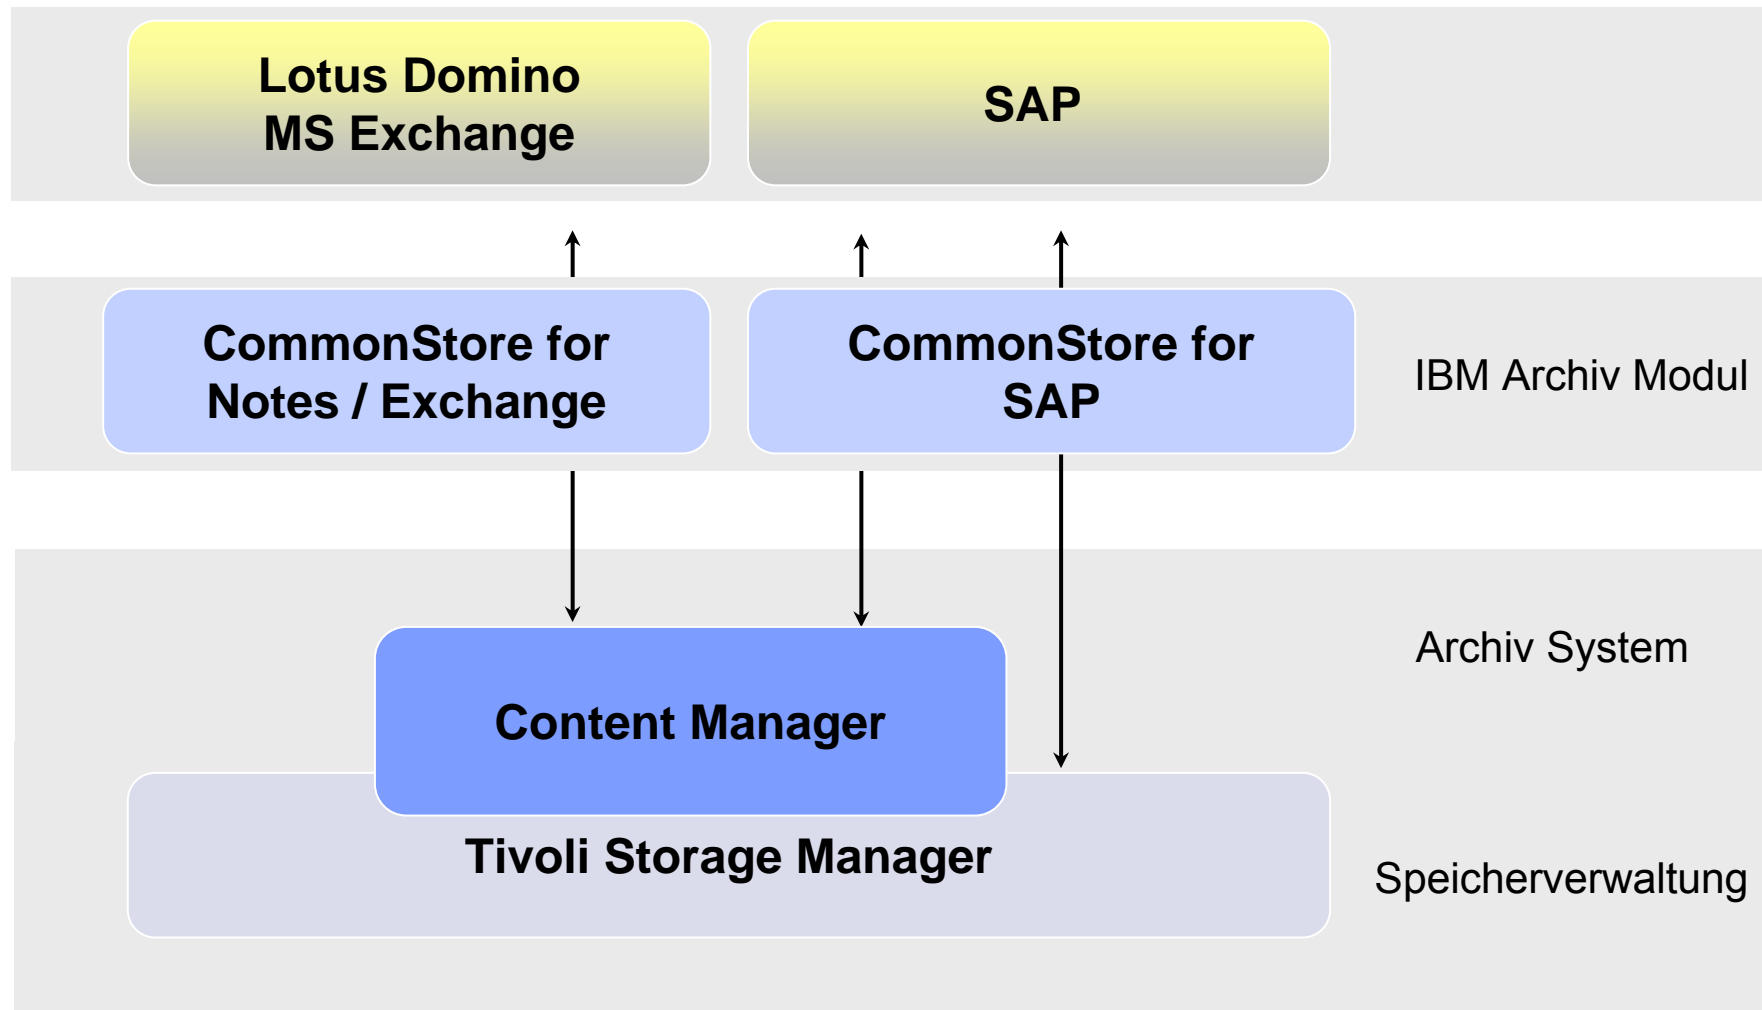 Lotus Domino
MS Exchange
SAP
CommonStore for
Notes / Exchange
CommonStore for
SAP
IBM Archiv Modul
Archiv System
Content Manager
Tivoli Storage Manager
Speicherverwaltung